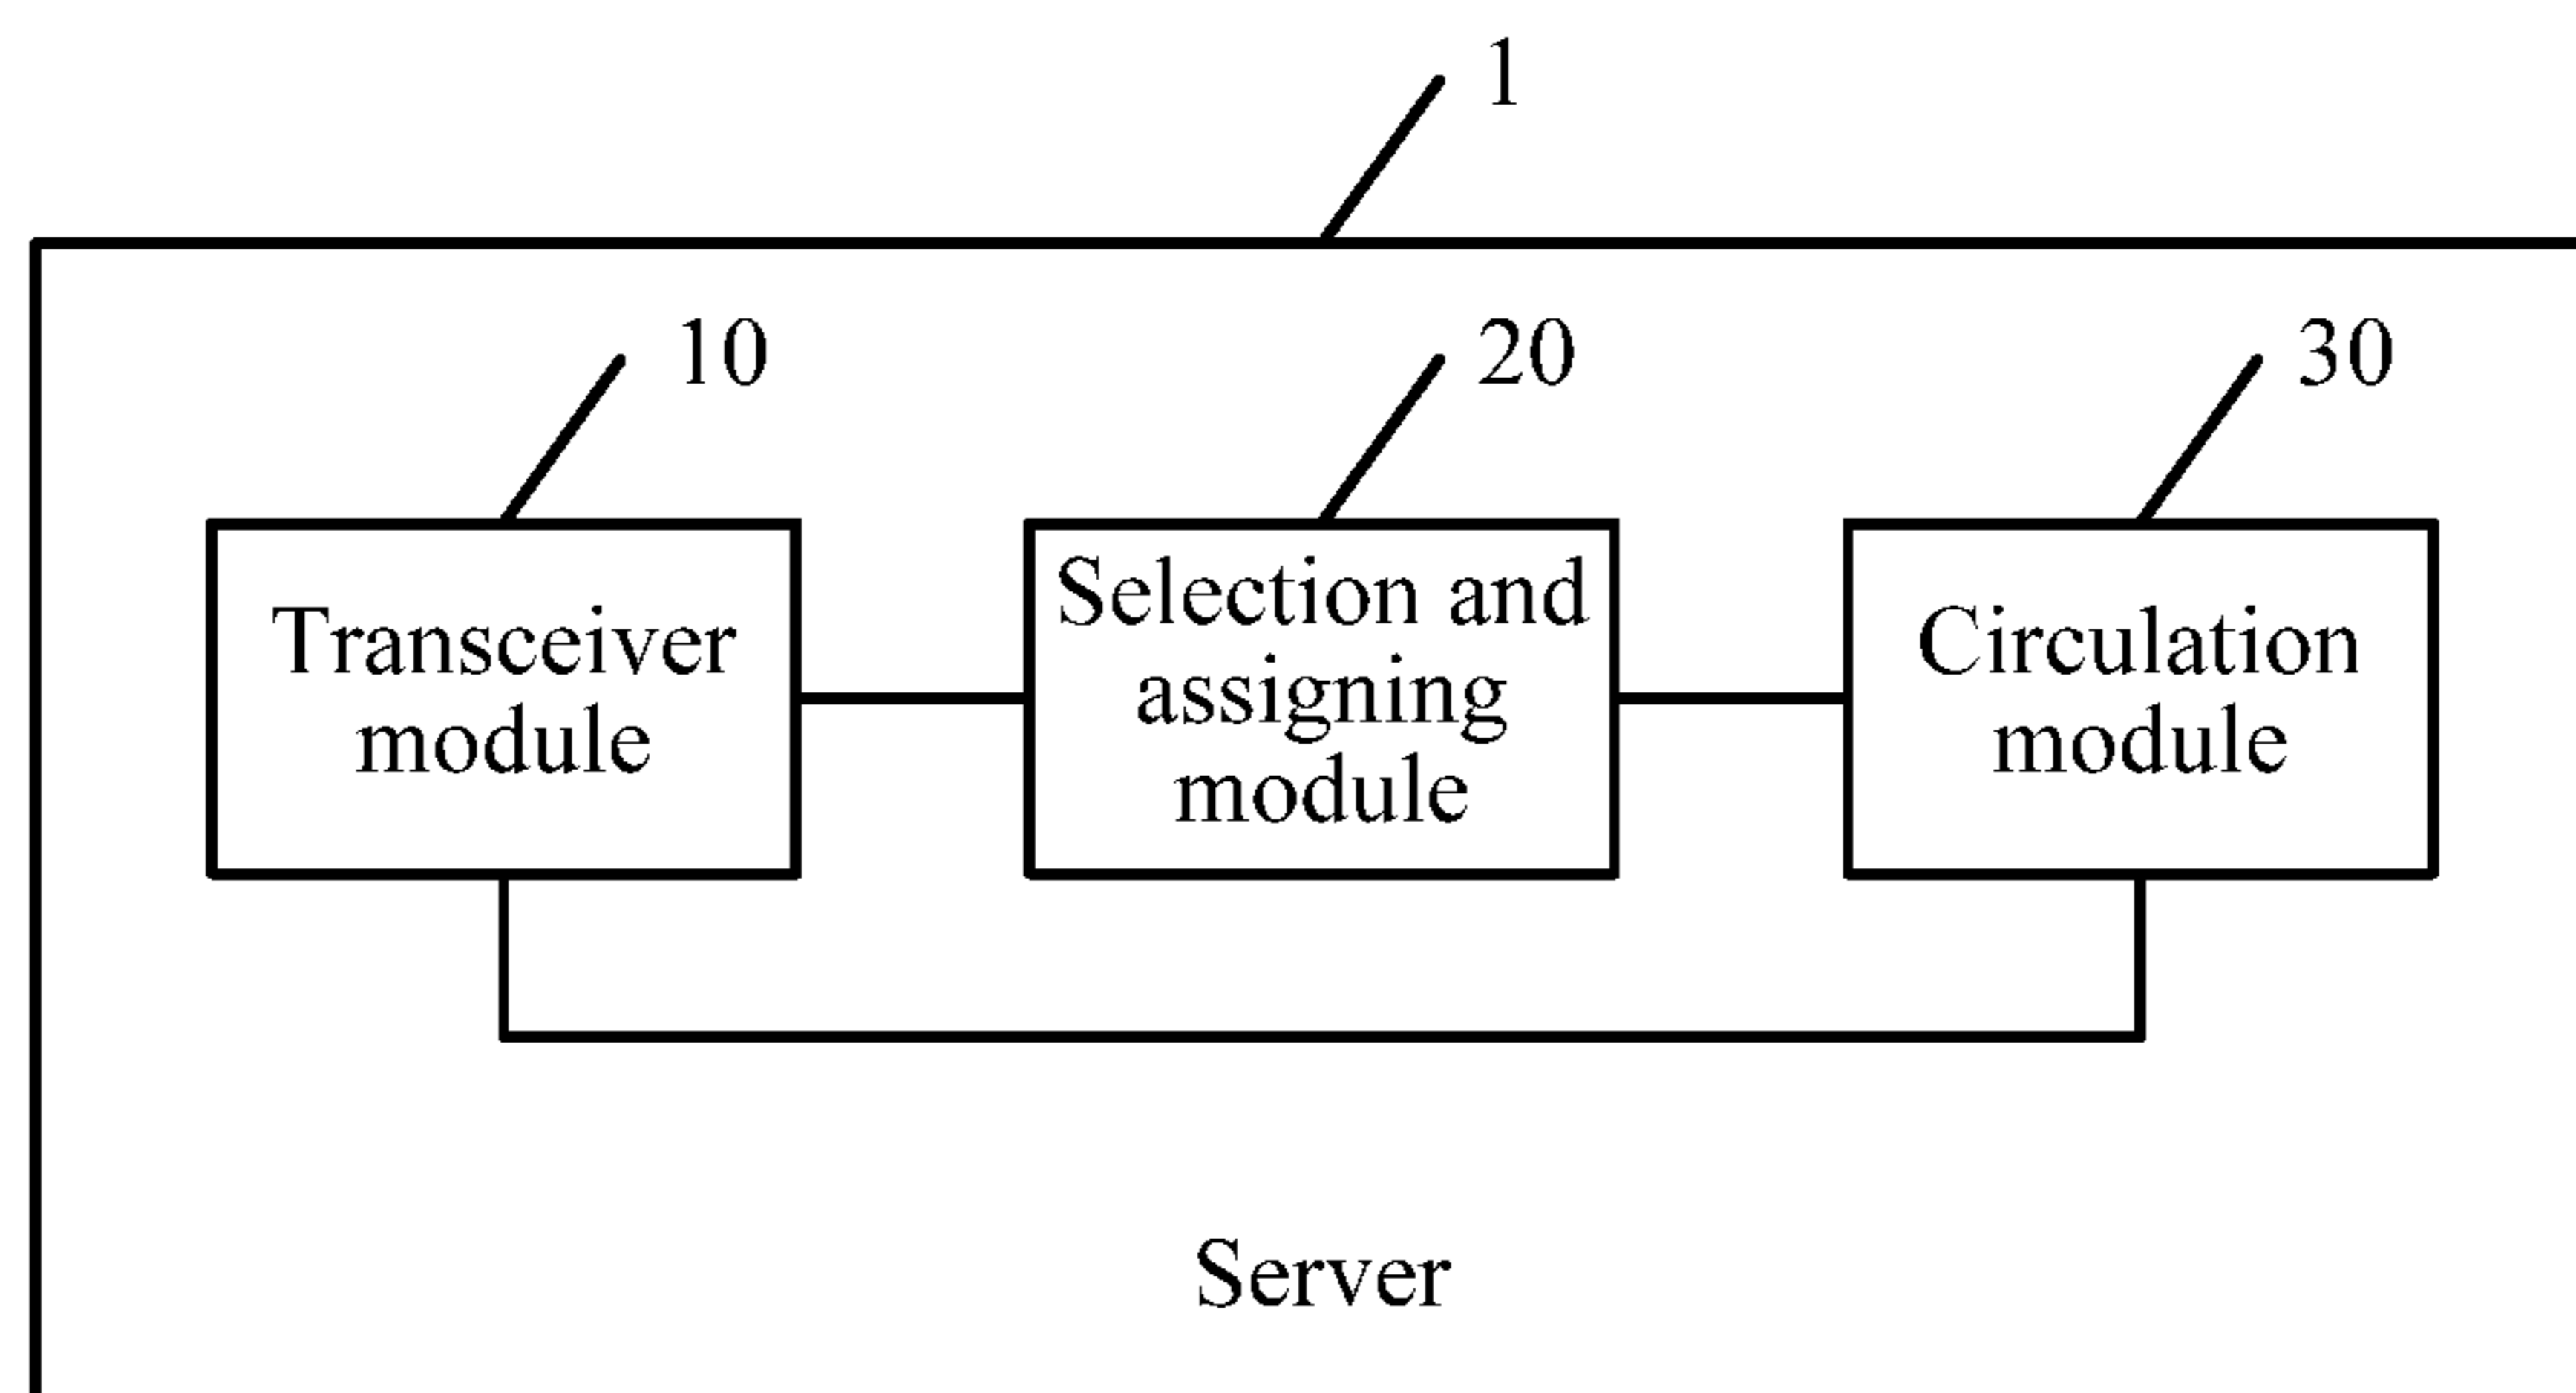 1
10
20
30
Transceiver
module
Selection and
assigning
module
Circulation
module
Server